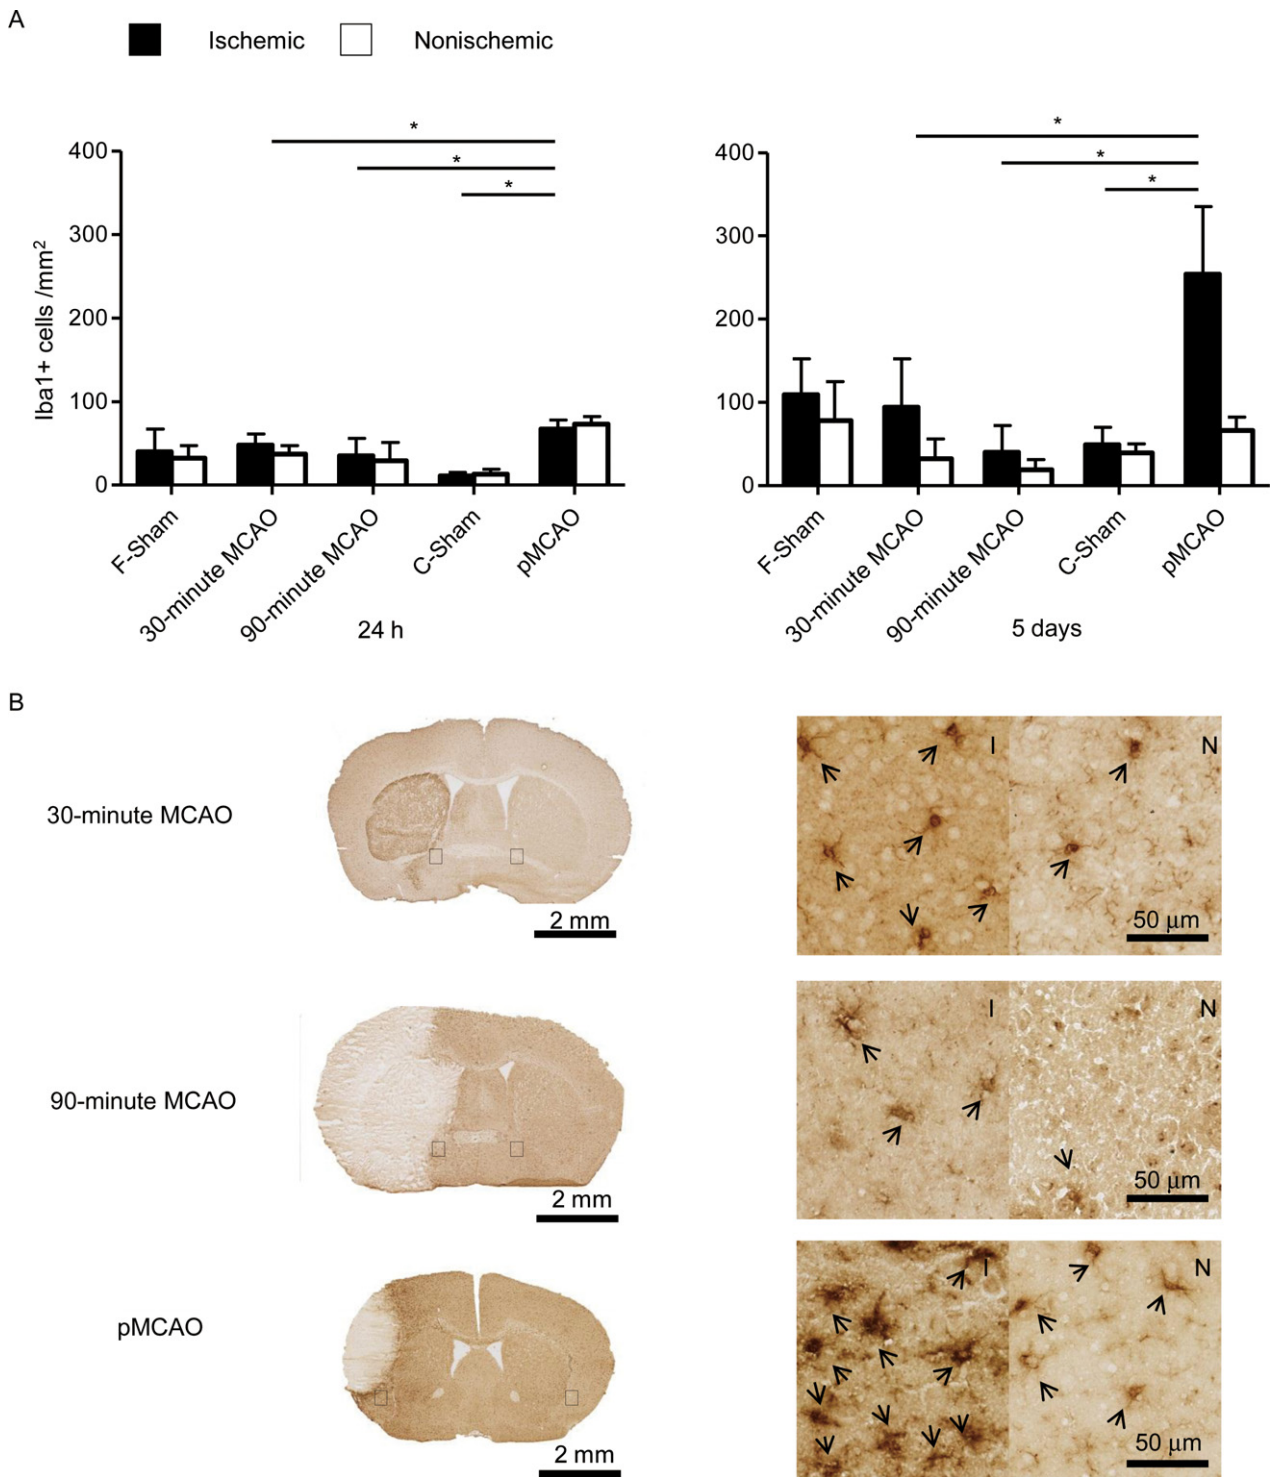 A
Ischemic Nonischemic
Iba1+ cells /mm²
400
300
200
100
0
* * *
F-Sham
30-minute MCAO
90-minute MCAO
C-Sham
pMCAO
24 h
400
300
200
100
0
* * *
F-Sham
30-minute MCAO
90-minute MCAO
C-Sham
pMCAO
5 days
B
30-minute MCAO
2 mm
I
N
50 µm
90-minute MCAO
2 mm
I
N
50 µm
pMCAO
2 mm
I
N
50 µm